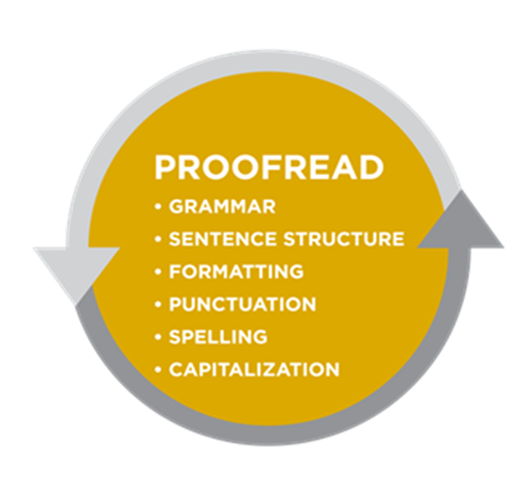 PROOFREAD
• GRAMMAR
• SENTENCE STRUCTURE
• FORMATTING
• PUNCTUATION
• SPELLING
• CAPITALIZATION